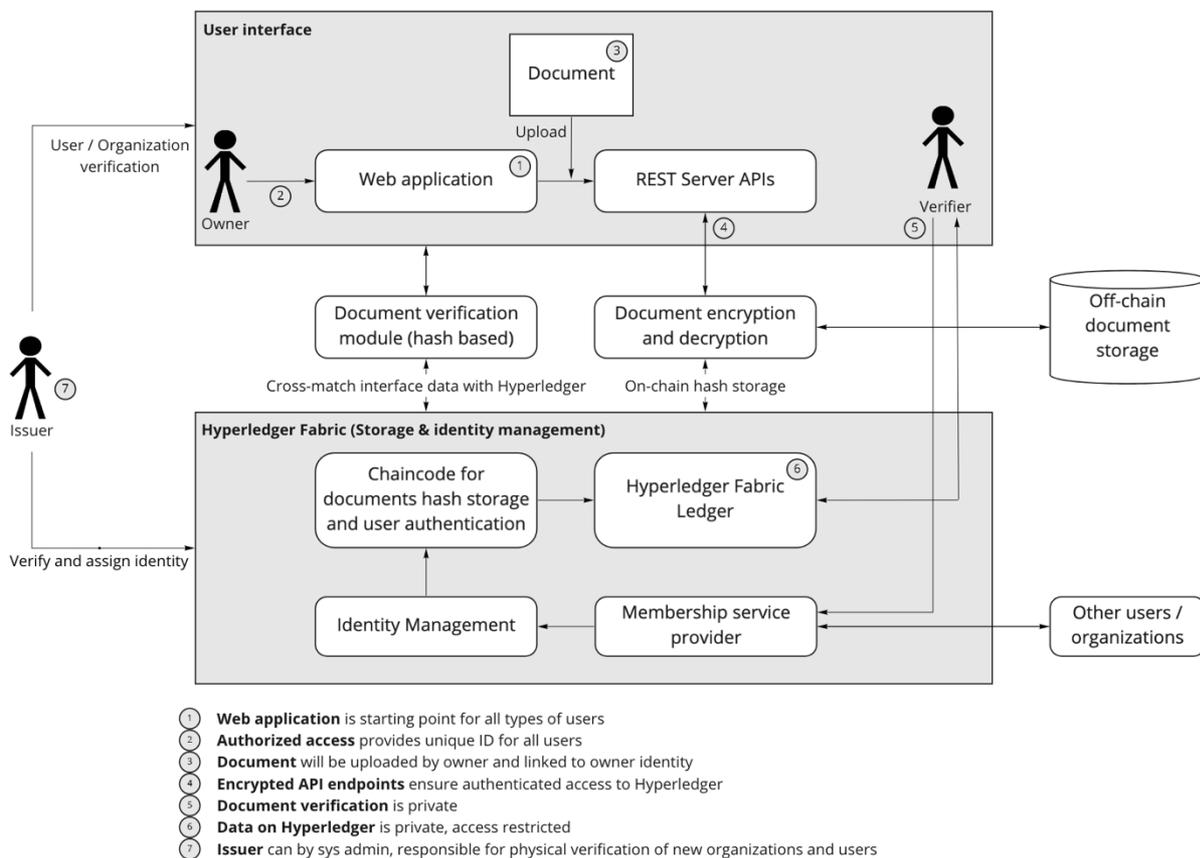 User interface
3
Document
Upload
User / Organization
verification
1
Web application
REST Server APIs
2
Owner
Verifier
4
5
Document verification
module (hash based)
Document encryption
and decryption
Off-chain
document
storage
Cross-match interface data with Hyperledger
On-chain hash storage
7
Issuer
Hyperledger Fabric (Storage & identity management)
Chaincode for
documents hash storage
and user authentication
6
Hyperledger Fabric
Ledger
Verify and assign identity
Identity Management
Membership service
provider
Other users /
organizations
1 Web application is starting point for all types of users
2 Authorized access provides unique ID for all users
3 Document will be uploaded by owner and linked to owner identity
4 Encrypted API endpoints ensure authenticated access to Hyperledger
5 Document verification is private
6 Data on Hyperledger is private, access restricted
7 Issuer can by sys admin, responsible for physical verification of new organizations and users